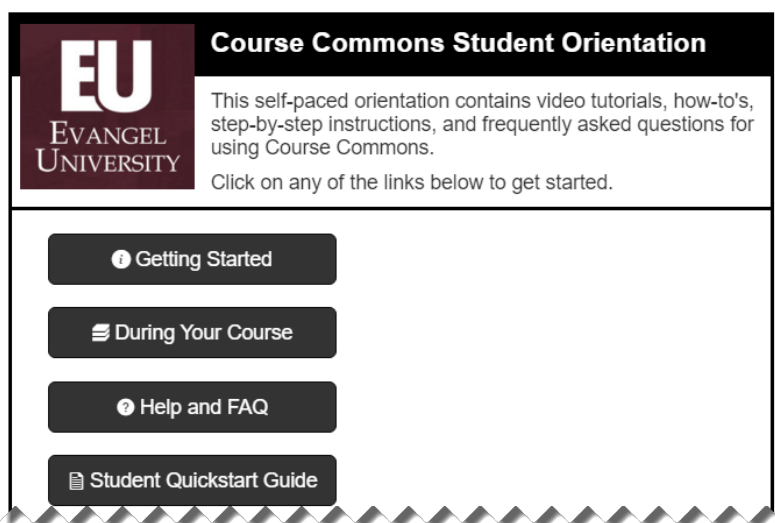 EU
EVANGEL
UNIVERSITY
Course Commons Student Orientation
This self-paced orientation contains video tutorials, how-to's,
step-by-step instructions, and frequently asked questions for
using Course Commons.
Click on any of the links below to get started.
Getting Started
During Your Course
Help and FAQ
Student Quickstart Guide